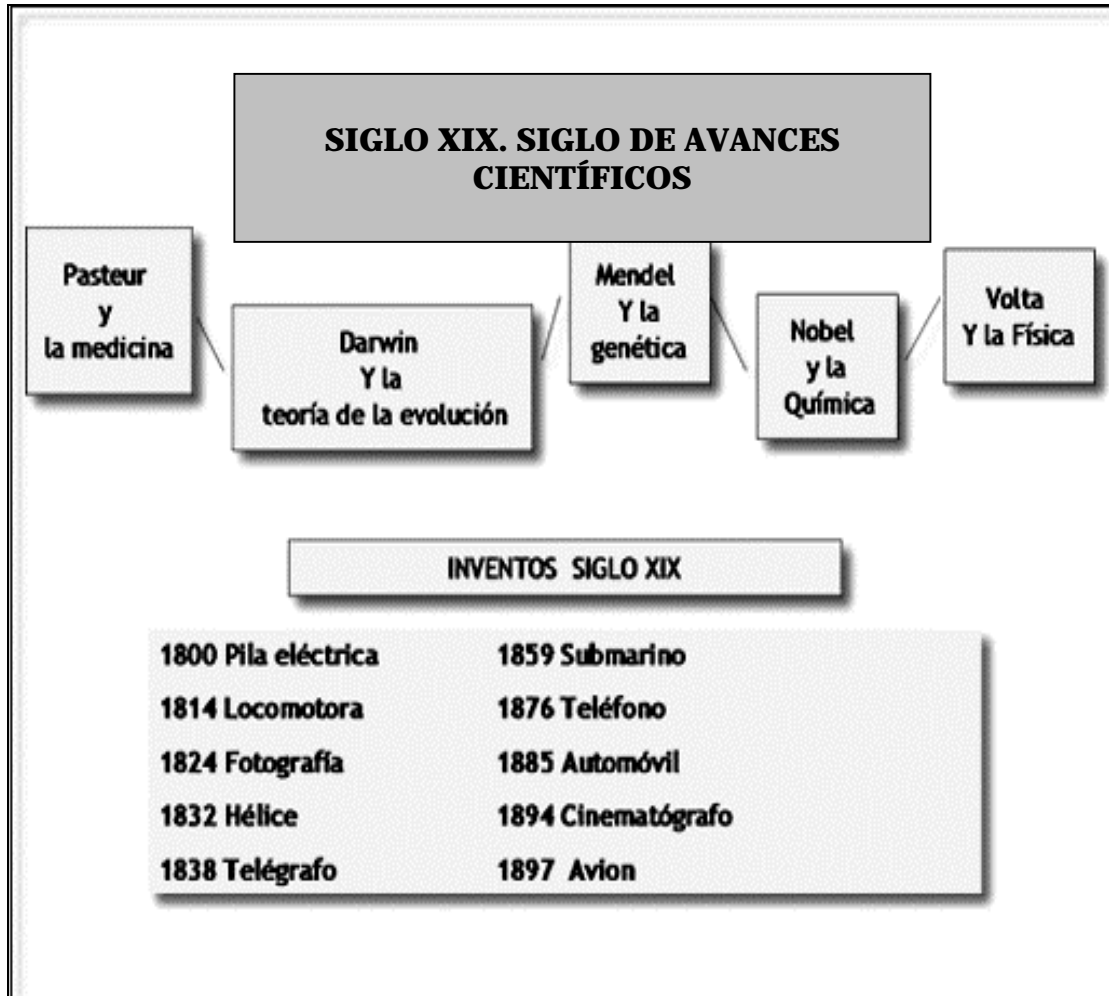 SIGLO XIX. SIGLO DE AVANCES
CIENTÍFICOS
Pasteur
y
la medicina
Darwin
Y la
teoría de la evolución
Mendel
Y la
genética
Nobel
y la
Química
Volta
Y la Física
INVENTOS SIGLO XIX
1800 Pila eléctrica
1814 Locomotora
1824 Fotografía
1832 Hélice
1838 Telégrafo
1859 Submarino
1876 Teléfono
1885 Automóvil
1894 Cinematógrafo
1897 Avion